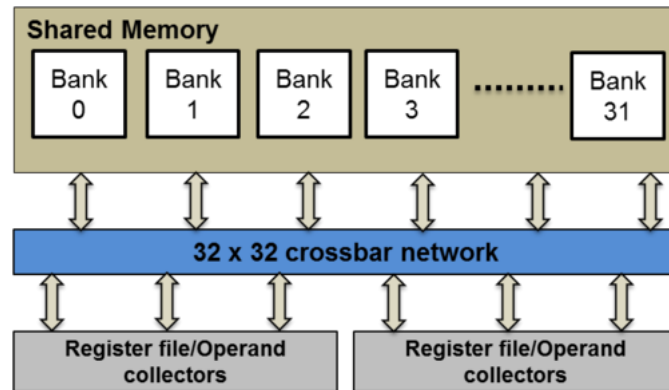 Shared Memory
Bank
0
Bank
1
Bank
2
Bank
3
Bank
31
32 x 32 crossbar network
Register file/Operand
collectors
Register file/Operand
collectors